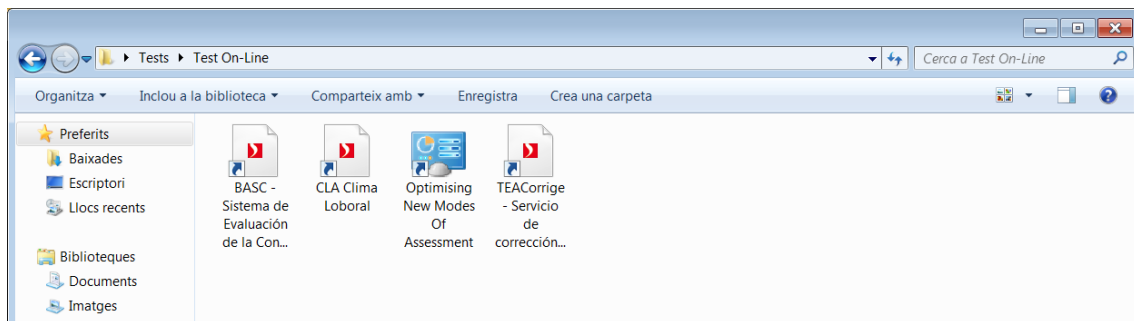 Tests Test On-Line
Cerca a Test On-Line
Organitza Inclou a la biblioteca Comparteix amb Enregistra Crea una carpeta
Preferits
Baixades
Escriptori
Llocs recents
Biblioteques
Documents
Imatges
BASC -
Sistema de
Evaluación
de la Con...
CLA Clima
Loboral
Optimising
New Modes
Of
Assessment
TEACorrige
- Servicio
de
corrección...